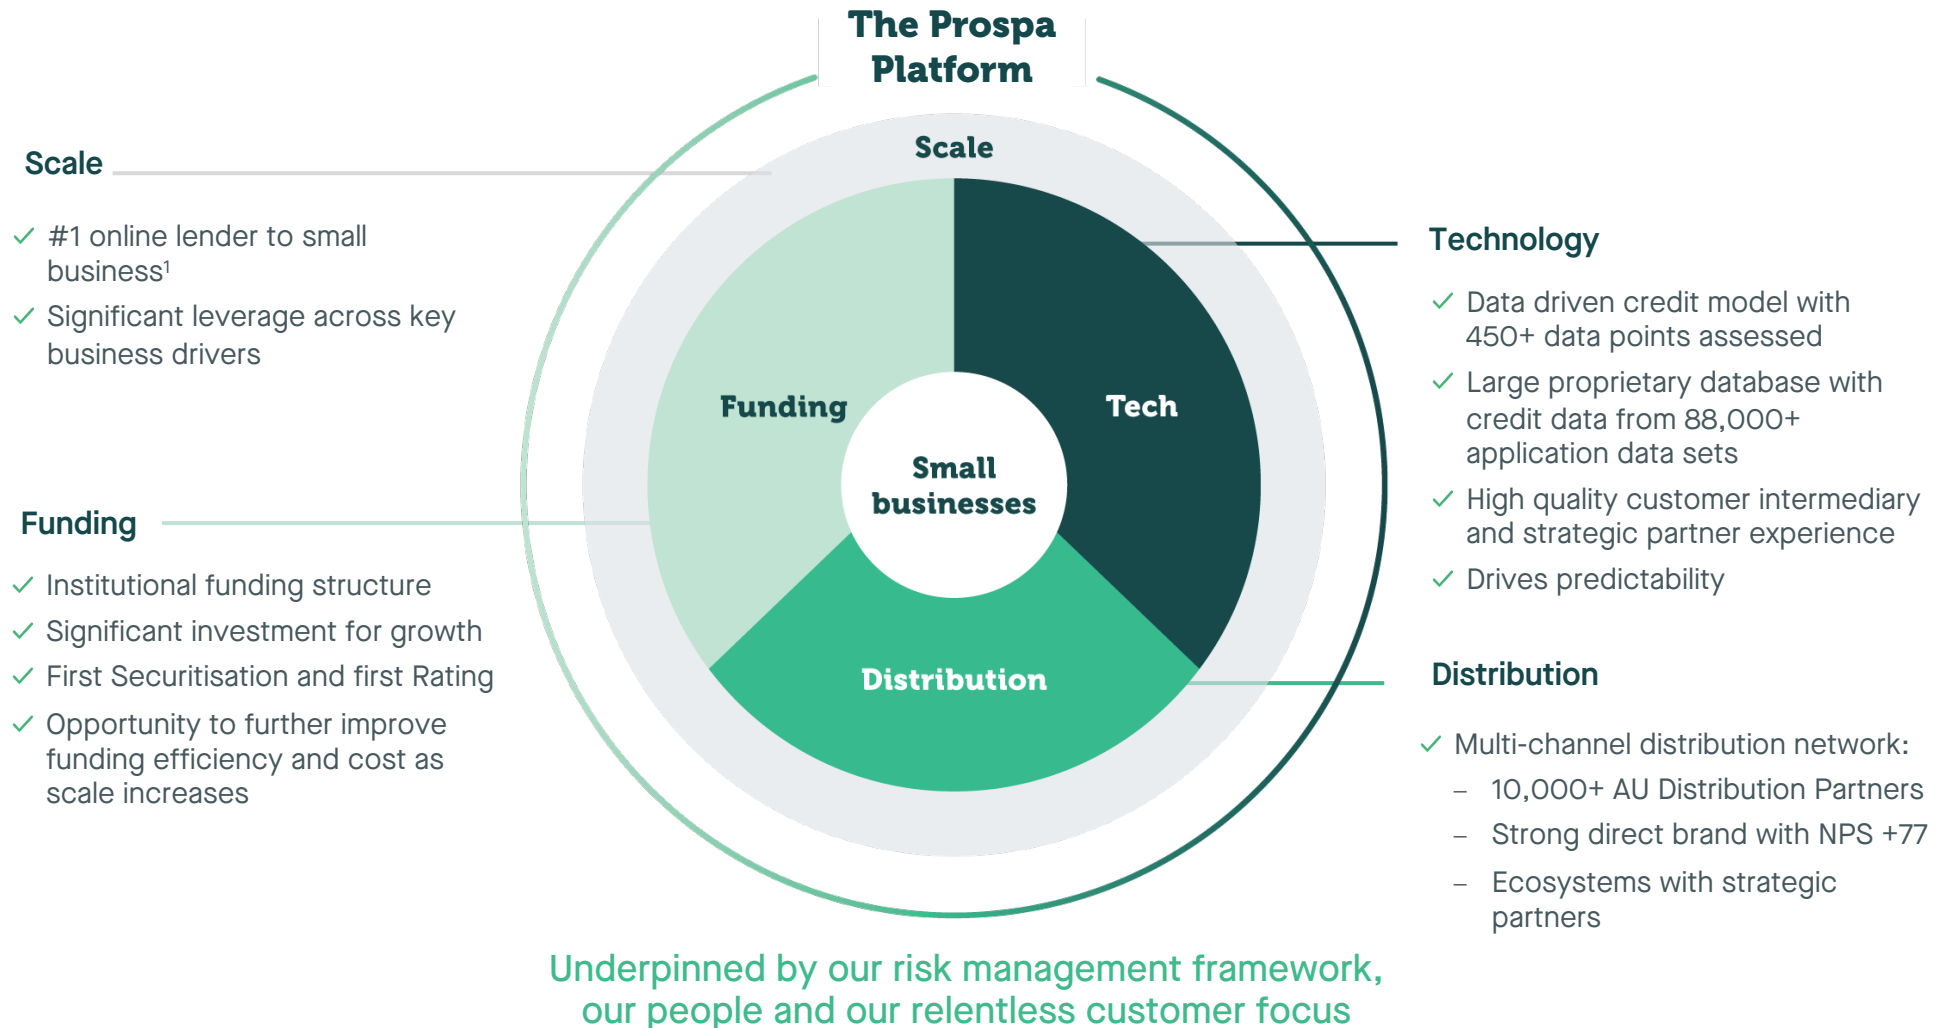 The Prospa
Platform
Scale
Funding
Tech
Small
businesses
Distribution
Scale
✓ #1 online lender to small
business¹
✓ Significant leverage across key
business drivers
Funding
✓ Institutional funding structure
✓ Significant investment for growth
✓ First Securitisation and first Rating
✓ Opportunity to further improve
funding efficiency and cost as
scale increases
Technology
✓ Data driven credit model with
450+ data points assessed
✓ Large proprietary database with
credit data from 88,000+
application data sets
✓ High quality customer intermediary
and strategic partner experience
✓ Drives predictability
Distribution
✓ Multi-channel distribution network:
– 10,000+ AU Distribution Partners
– Strong direct brand with NPS +77
– Ecosystems with strategic
partners
Underpinned by our risk management framework,
our people and our relentless customer focus